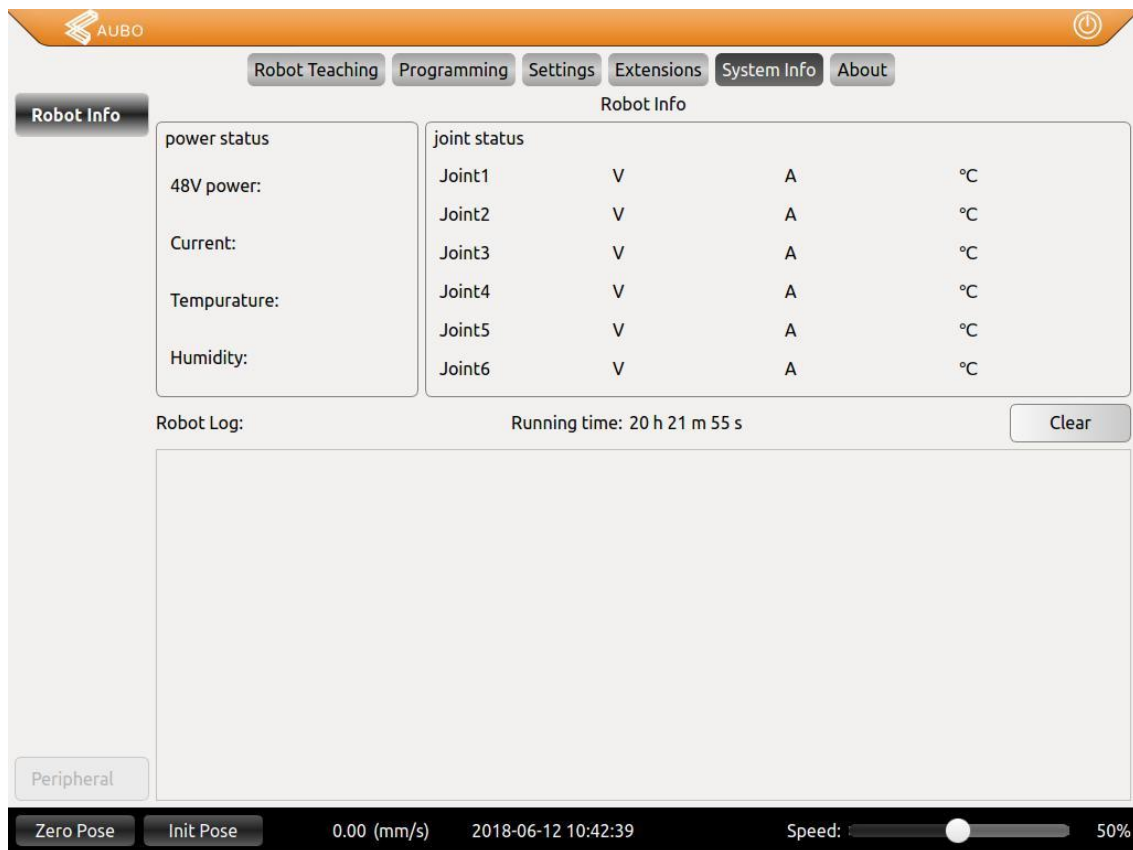 AUBO
Robot Teaching Programming Settings Extensions System Info About
Robot Info
Robot Info
power status
48V power:
Current:
Tempurature:
Humidity:
joint status
Joint1 V A °C
Joint2 V A °C
Joint3 V A °C
Joint4 V A °C
Joint5 V A °C
Joint6 V A °C
Robot Log: Running time: 20 h 21 m 55 s Clear
Peripheral
Zero Pose Init Pose 0.00 (mm/s) 2018-06-12 10:42:39 Speed: 50%